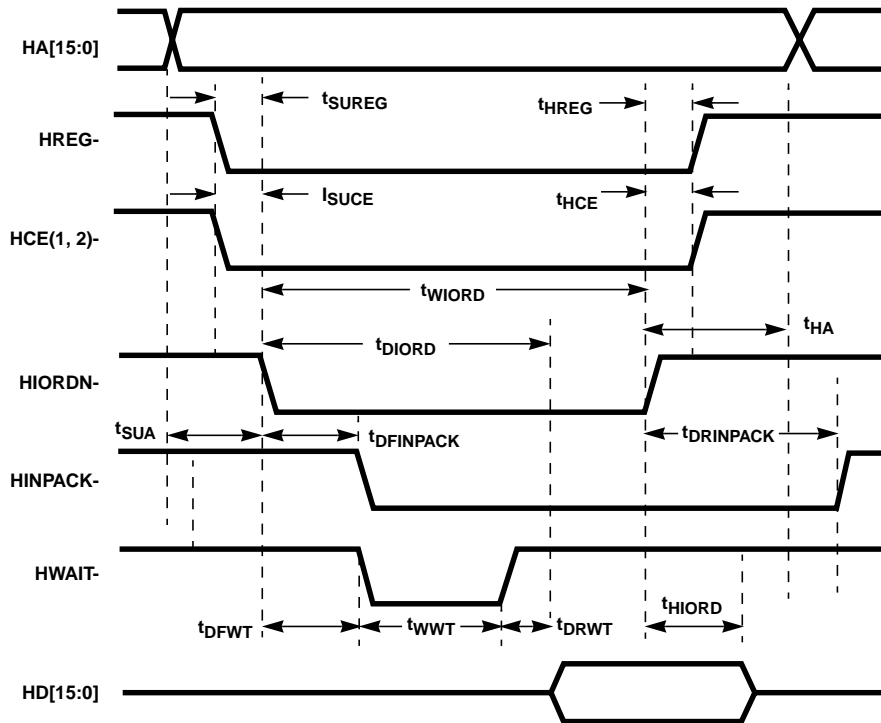 HA[15:0]
tSUREG
tHREG
HREG-
ISUCE
tHCE
HCE(1, 2)-
tWIORD
tHA
tDIORD
HIORDN-
tSUA
tDFINPACK
tDRINPACK
HINPACK-
HWAIT-
tHIORD
tDFWT
tWWT
tDRWT
HD[15:0]